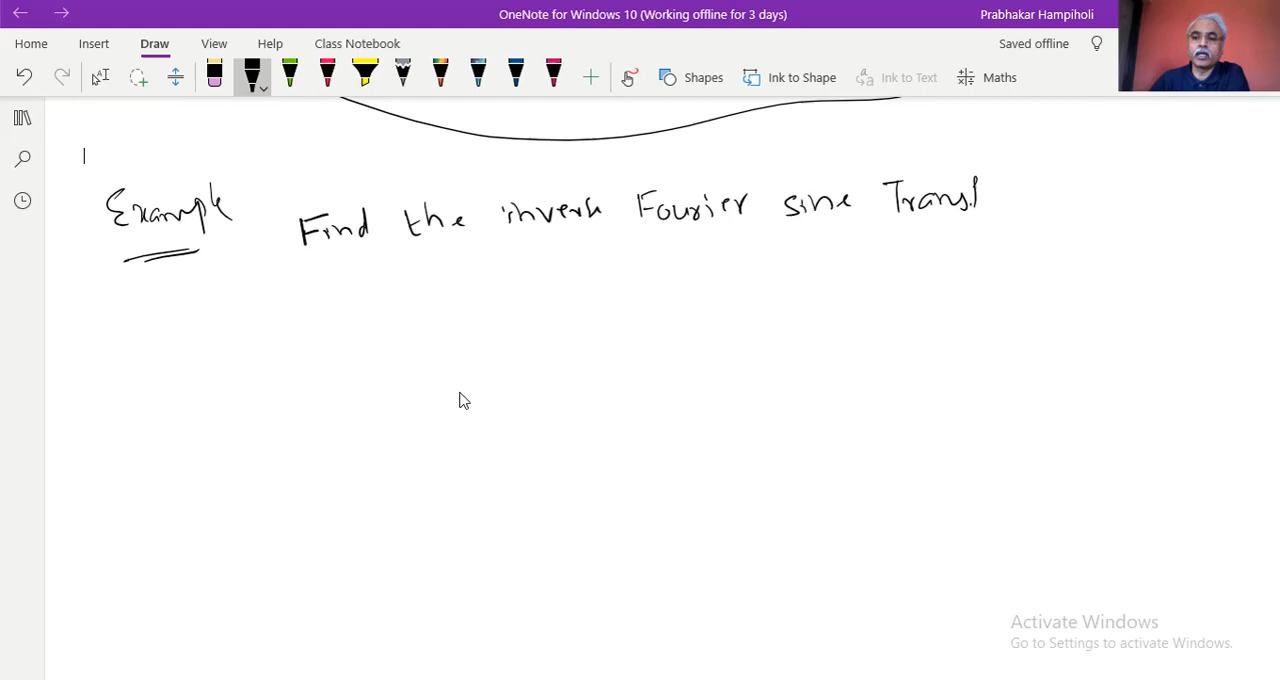 OneNote for Windows 10 (Working offline for 3 days)
Prabhakar Hampiholi
Home Insert Draw View Help Class Notebook
Saved offline
Shapes Ink to Shape Ink to Text Maths
Example Find the inverse Fourier sine Transf
Activate Windows
Go to Settings to activate Windows.